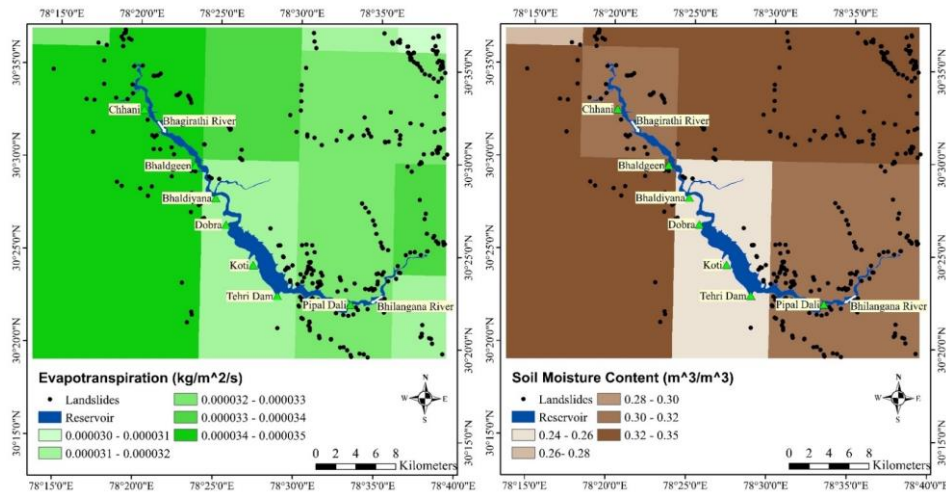 78°20'0"E 78°25'0"E 78°30'0"E 78°35'0"E
30°35'0"N
30°30'0"N
30°25'0"N
30°20'0"N
30°15'0"N
Chhani
Bhagirathi River
Bhaldgeen
Bhaldiyana
Dobra
Koti
Tehri Dam
Pipal Dali
Bhilangana River
Evapotranspiration (kg/m^2/s)
Landslides
Reservoir
0.000030 - 0.000031
0.000031 - 0.000032
0.000032 - 0.000033
0.000033 - 0.000034
0.000034 - 0.000035
N
W E
S
0 2 4 6 8
Kilometers
30°35'0"N
30°30'0"N
30°25'0"N
30°20'0"N
30°15'0"N
78°15'0"E 78°20'0"E 78°25'0"E 78°30'0"E 78°35'0"E 78°40'0"E
78°20'0"E 78°25'0"E 78°30'0"E 78°35'0"E
30°35'0"N
30°30'0"N
30°25'0"N
30°20'0"N
30°15'0"N
Chhani
Bhagirathi River
Bhaldgeen
Bhaldiyana
Dobra
Koti
Tehri Dam
Pipal Dali
Bhilangana River
Soil Moisture Content (m^3/m^3)
Landslides
Reservoir
0.24 - 0.26
0.26- 0.28
0.28 - 0.30
0.30 - 0.32
0.32 - 0.35
N
W E
S
0 2 4 6 8
Kilometers
30°35'0"N
30°30'0"N
30°25'0"N
30°20'0"N
30°15'0"N
78°15'0"E 78°20'0"E 78°25'0"E 78°30'0"E 78°35'0"E 78°40'0"E